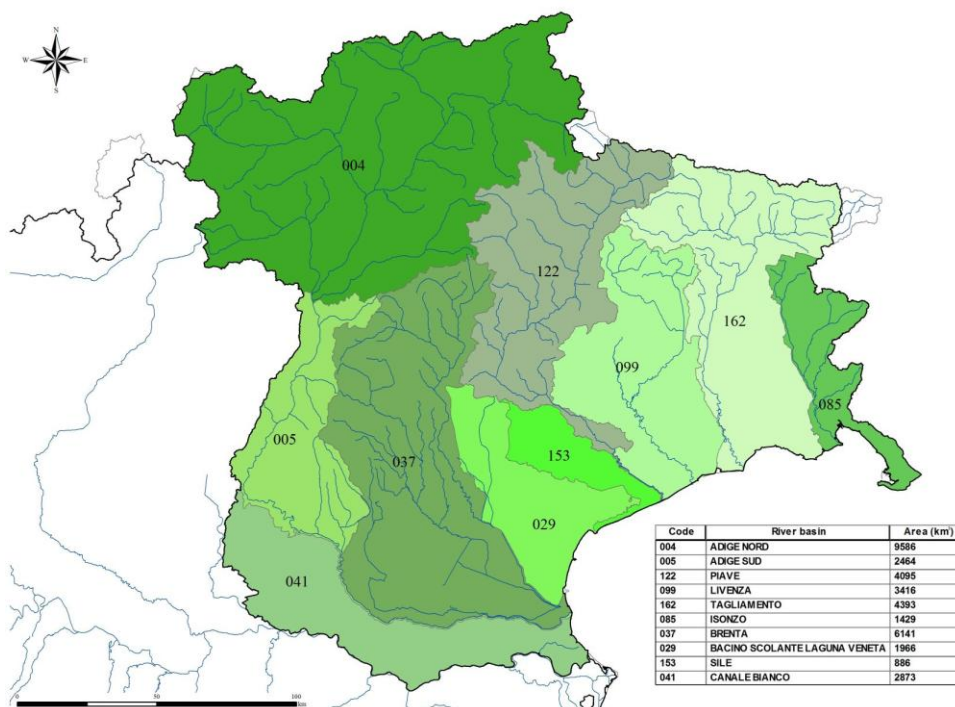 N
W E
S
004
122
162
099
085
005
037
153
029
041
0 50 100
km
Code River basin Area (km²)
004 ADIGE NORD 9586
005 ADIGE SUD 2464
122 PIAVE 4095
099 LIVENZA 3416
162 TAGLIAMENTO 4393
085 ISONZO 1429
037 BRENTA 6141
029 BACINO SCOLANTE LAGUNA VENETA 1966
153 SILE 886
041 CANALE BIANCO 2873